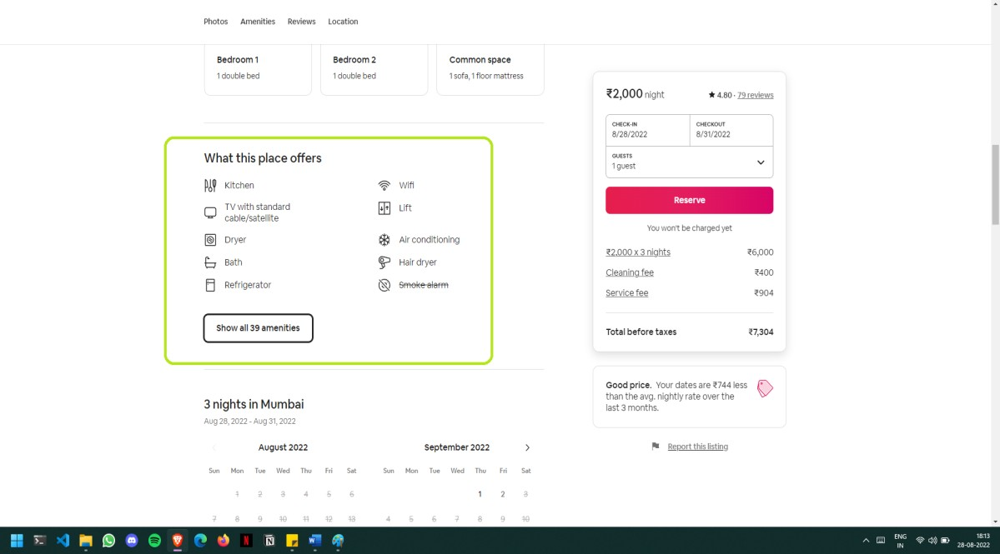 Photos Amenities Reviews Location
Bedroom 1
1 double bed
Bedroom 2
1 double bed
Common space
1 sofa, 1 floor mattress
What this place offers
Kitchen
Wifi
TV with standard
cable/satellite
Lift
Dryer
Air conditioning
Bath
Hair dryer
Refrigerator
Smoke alarm
Show all 39 amenities
3 nights in Mumbai
Aug 28, 2022 - Aug 31, 2022
August 2022
Sun Mon Tue Wed Thu Fri Sat
1 2 3 4 5 6
7 8 9 10 11 12 13
September 2022
Sun Mon Tue Wed Thu Fri Sat
1 2 3
4 5 6 7 8 9 10
₹2,000 night
4.80 · 79 reviews
CHECK-IN
8/28/2022
CHECKOUT
8/31/2022
GUESTS
1 guest
Reserve
You won't be charged yet
₹2,000 x 3 nights ₹6,000
Cleaning fee ₹400
Service fee ₹904
Total before taxes ₹7,304
Good price. Your dates are ₹744 less
than the avg. nightly rate over the
last 3 months.
Report this listing
ENG
IN
18:13
28-08-2022